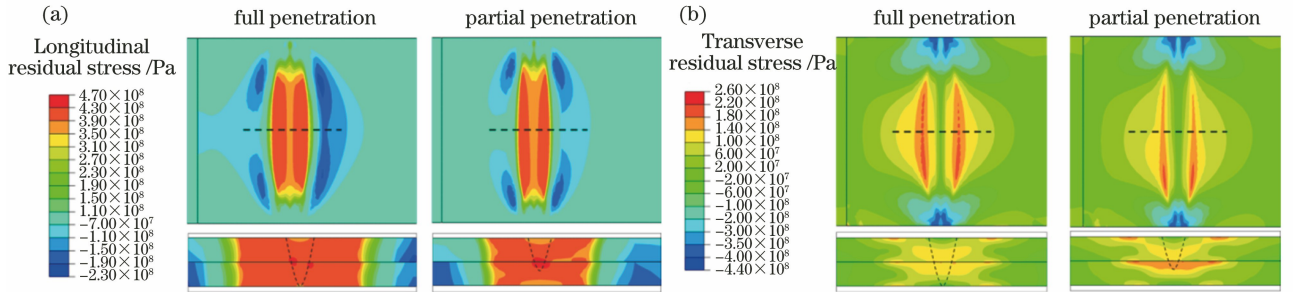 (a)
full penetration
partial penetration
Longitudinal
residual stress /Pa
4.70×10⁸
4.30×10⁸
3.90×10⁸
3.50×10⁸
3.10×10⁸
2.70×10⁸
2.30×10⁸
1.90×10⁸
1.50×10⁸
1.10×10⁸
−7.00×10⁷
−1.10×10⁸
−1.50×10⁸
−1.90×10⁸
−2.30×10⁸
(b)
full penetration
partial penetration
Transverse
residual stress /Pa
2.60×10⁸
2.20×10⁸
1.80×10⁸
1.40×10⁸
1.00×10⁸
6.00×10⁷
2.00×10⁷
−2.00×10⁷
−6.00×10⁷
−1.00×10⁸
−2.00×10⁸
−3.50×10⁸
−4.00×10⁸
−4.40×10⁸